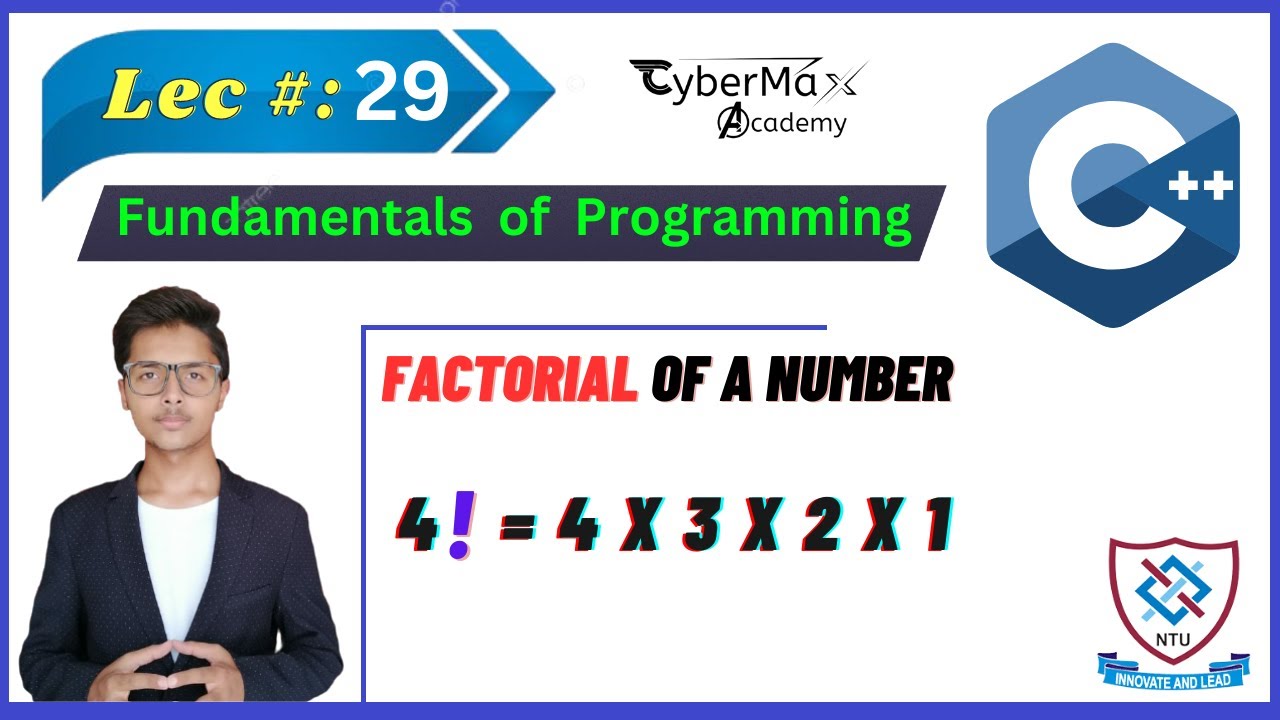 Lec #: 29
CyberMax
Academy
C++
Fundamentals of Programming
FACTORIAL OF A NUMBER
4! = 4 X 3 X 2 X 1
NTU
INNOVATE AND LEAD